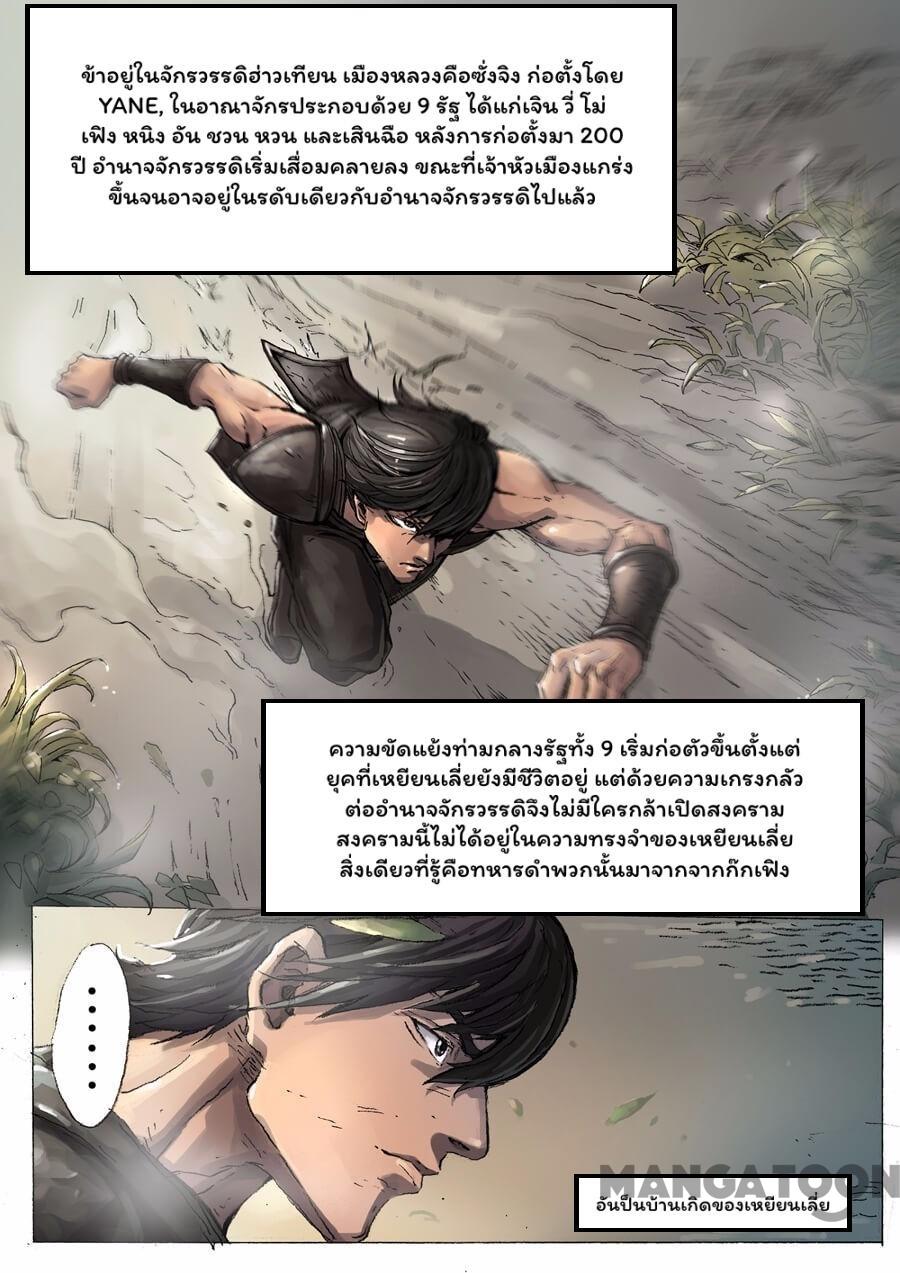 ข้าอยู่ในจักรวรรดิฮ่าวเทียน เมืองหลวงคือซั่งจิง ก่อตั้งโดย
YANE, ในอาณาจักรประกอบด้วย 9 รัฐ ได้แก่เจิน วี่ โม่
เฟิง หนิง อัน ชวน หวน และเสินฉือ หลังการก่อตั้งมา 200
ปี อำนาจจักรวรรดิเริ่มเสื่อมคลายลง ขณะที่เจ้าหัวเมืองแกร่ง
ขึ้นจนอาจอยู่ในรดับเดียวกับอำนาจจักรวรรดิไปแล้ว
ความขัดแย้งท่ามกลางรัฐทั้ง 9 เริ่มก่อตัวขึ้นตั้งแต่
ยุคที่เหยียนเลี่ยยังมีชีวิตอยู่ แต่ด้วยความเกรงกลัว
ต่ออำนาจจักรวรรดิจึงไม่มีใครกล้าเปิดสงคราม
สงครามนี้ไม่ได้อยู่ในความทรงจำของเหยียนเลี่ย
สิ่งเดียวที่รู้คือทหารดำพวกนั้นมาจากจากก๊กเฟิง
......
MANGATOON
อันป็นบ้านเกิดของเหยียนเลี่ย